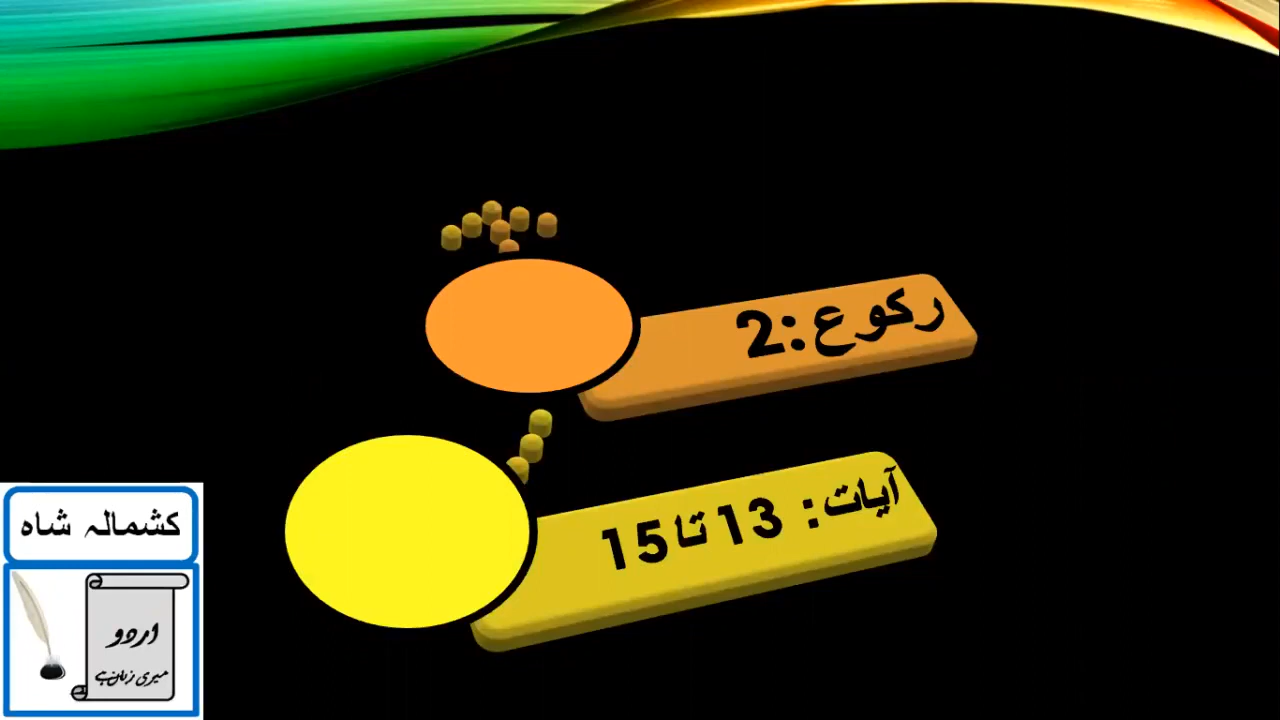 رکوع:2
آیات: 13تا15
کشمالہ شاہ
اردو
میری زبان ہے